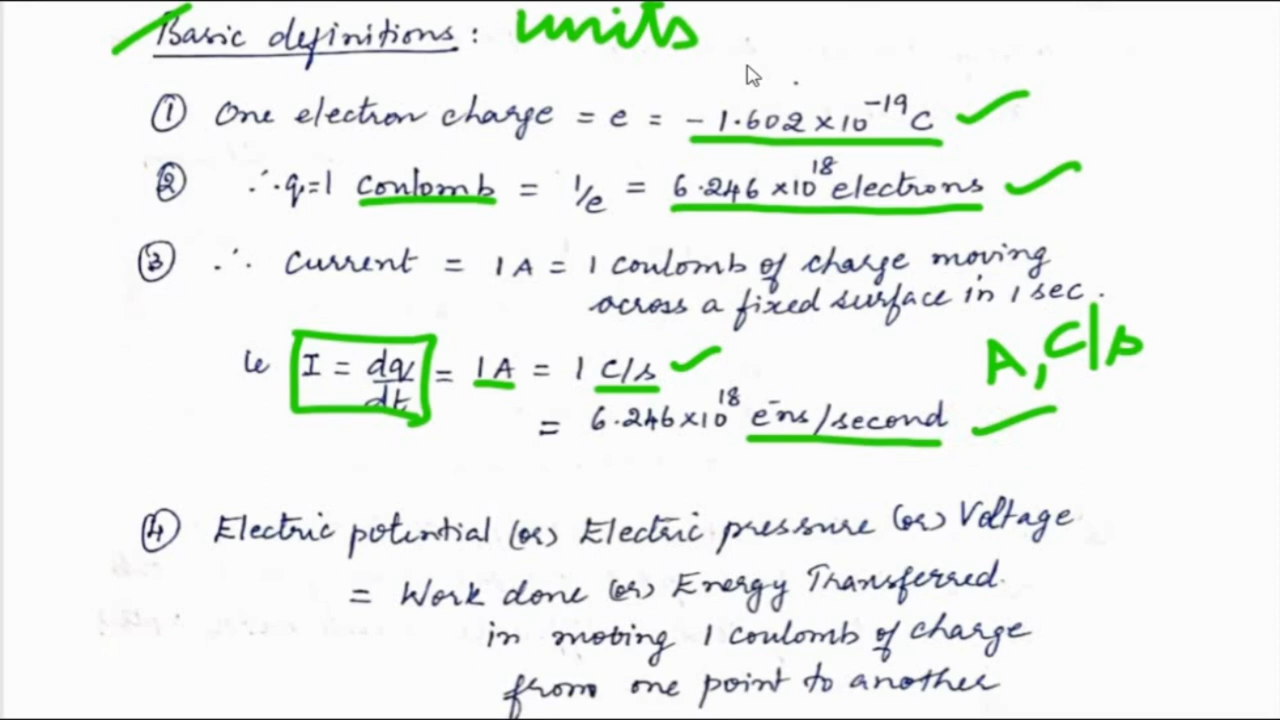 Basic definitions : units
① One electron charge = e = - 1.602 x 10⁻¹⁹ C
② ∴ q = 1 coulomb = 1/e = 6.246 x 10¹⁸ electrons
③ ∴ Current = 1 A = 1 coulomb of charge moving
across a fixed surface in 1 sec.
ie I = dq/dt = 1 A = 1 C/s
A, C/s
= 6.246 x 10¹⁸ e⁻ns/second
④ Electric potential (or) Electric pressure (or) Voltage
= Work done (or) Energy Transferred.
in moving 1 coulomb of charge
from one point to another